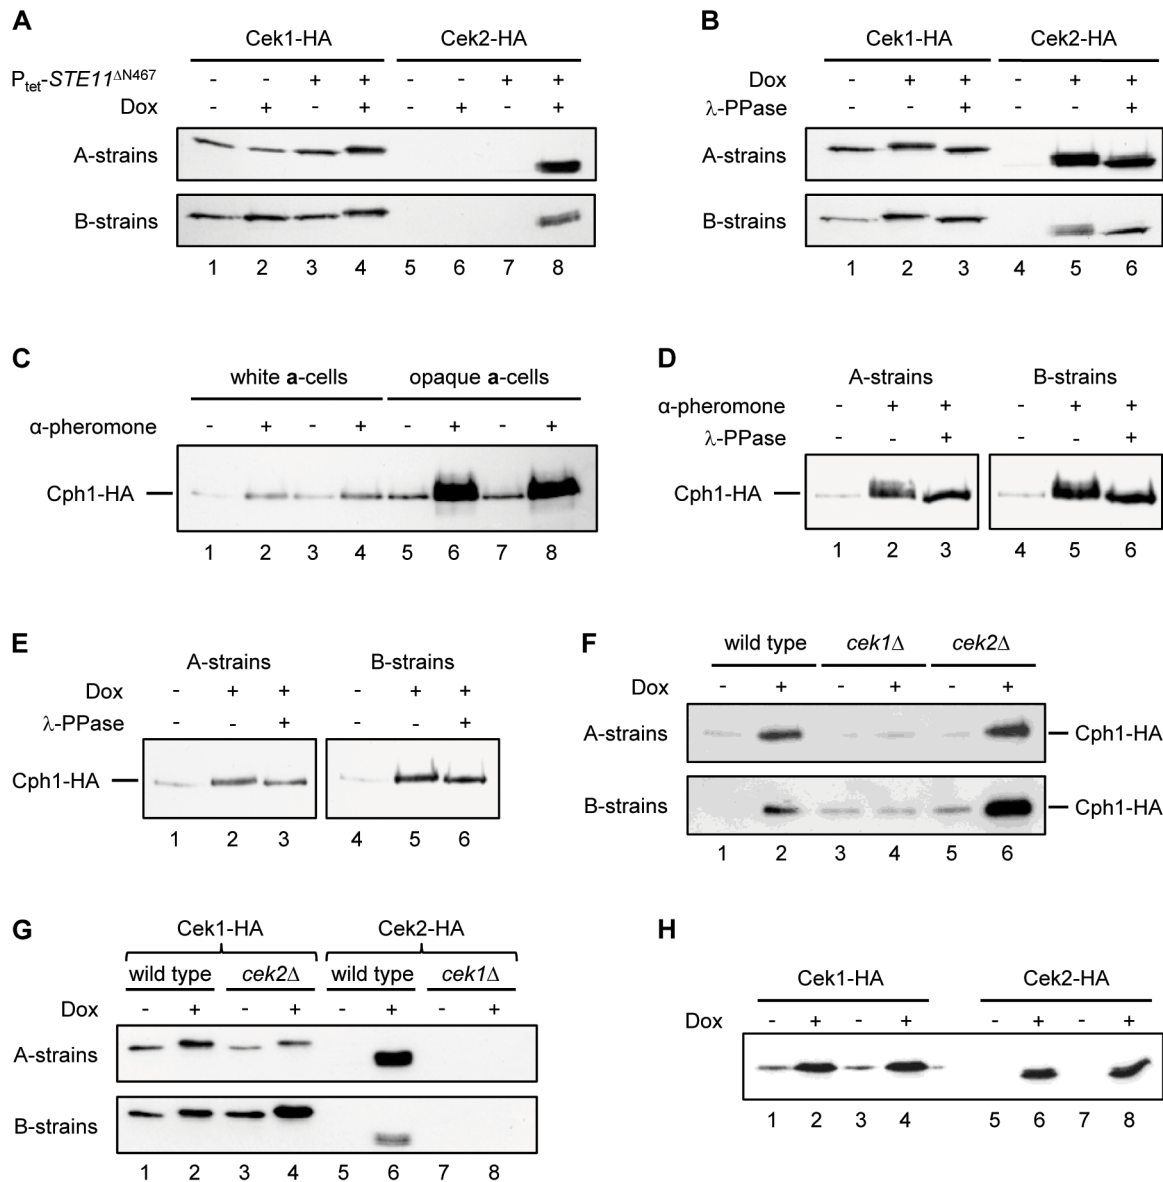 A
Cek1-HA Cek2-HA
Ptet-STE11ΔN467 - - + + - - + +
Dox - + - + - + - +
A-strains
B-strains
1 2 3 4 5 6 7 8
B
Cek1-HA Cek2-HA
Dox - + + - + +
λ-PPase - - + - - +
A-strains
B-strains
1 2 3 4 5 6
C
white a-cells opaque a-cells
α-pheromone - + - + - + - +
Cph1-HA
1 2 3 4 5 6 7 8
D
A-strains B-strains
α-pheromone - + + - + +
λ-PPase - - + - - +
Cph1-HA
1 2 3 4 5 6
E
A-strains B-strains
Dox - + + - + +
λ-PPase - - + - - +
Cph1-HA
1 2 3 4 5 6
F
wild type cek1Δ cek2Δ
Dox - + - + - +
A-strains Cph1-HA
B-strains Cph1-HA
1 2 3 4 5 6
G
Cek1-HA Cek2-HA
wild type cek2Δ wild type cek1Δ
Dox - + - + - + - +
A-strains
B-strains
1 2 3 4 5 6 7 8
H
Cek1-HA Cek2-HA
Dox - + - + - + - +
1 2 3 4 5 6 7 8